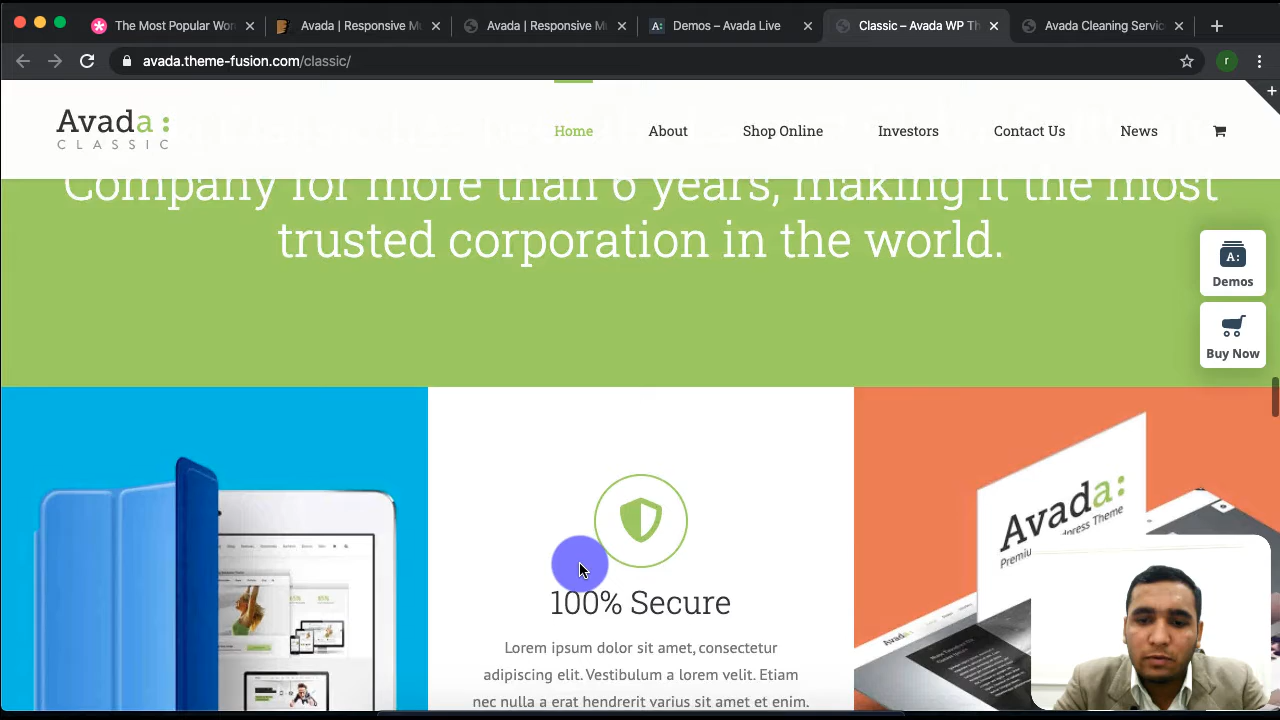 The Most Popular Wor
Avada | Responsive Mu
Avada | Responsive Mu
Demos – Avada Live
Classic – Avada WP Th
Avada Cleaning Servic
avada.theme-fusion.com/classic/
r
Avada :
CLASSIC
Home
About
Shop Online
Investors
Contact Us
News
Company for more than 6 years, making it the most
trusted corporation in the world.
A:
Demos
Buy Now
Avada:
100% Secure
Lorem ipsum dolor sit amet, consectetur
adipiscing elit. Vestibulum a lorem velit. Etiam
nec nulla a erat hendrerit varius sit amet et enim.